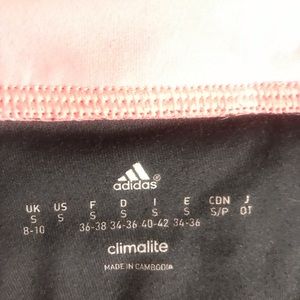 adidas
UK US F D I E CDN J
S S S S S S S/P OT
8-10 36-38 34-36 40-42 34-36
climalite
MADE IN CAMBODIA